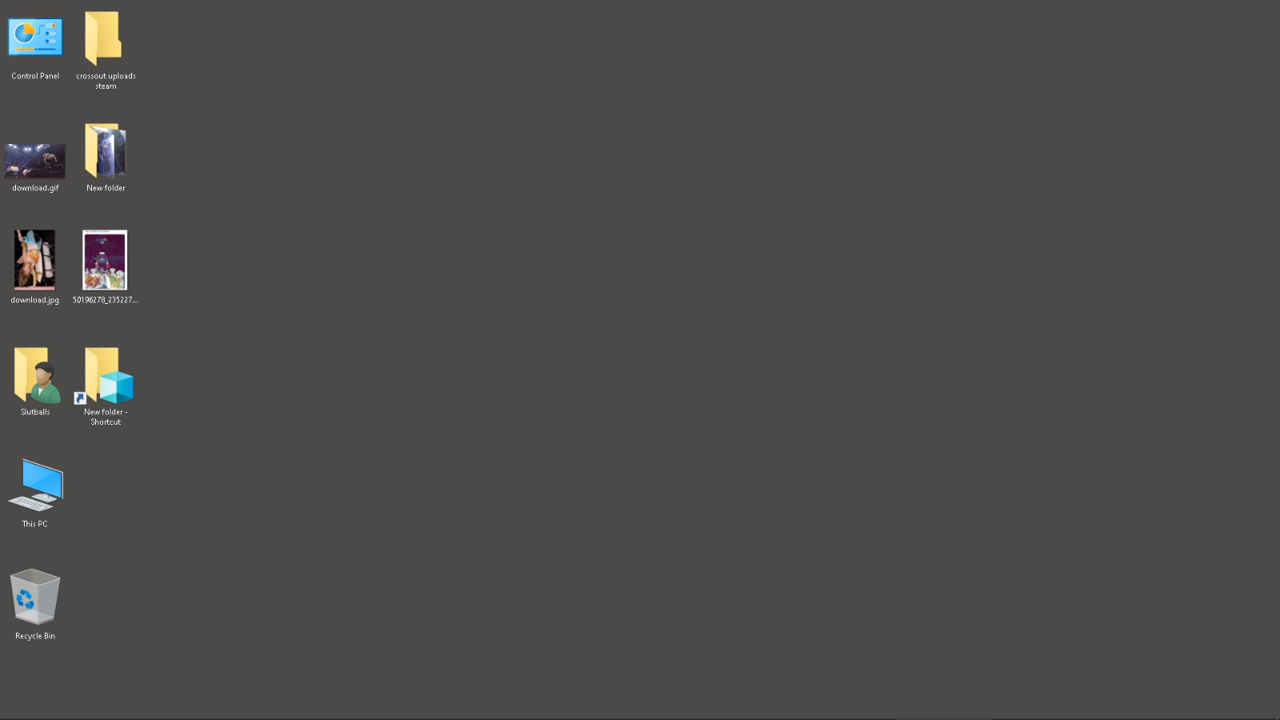 Control Panel
crossout uploads
steam
download.gif
New folder
download.jpg
50196278_235227...
Slutballs
New folder -
Shortcut
This PC
Recycle Bin